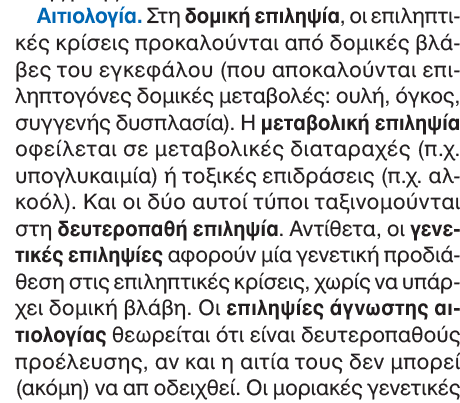 Αιτιολογία. Στη δομική επιληψία, οι επιληπτι-
κές κρίσεις προκαλούνται από δομικές βλά-
βες του εγκεφάλου (που αποκαλούνται επι-
ληπτογόνες δομικές μεταβολές: ουλή, όγκος,
συγγενής δυσπλασία). Η μεταβολική επιληψία
οφείλεται σε μεταβολικές διαταραχές (π.χ.
υπογλυκαιμία) ή τοξικές επιδράσεις (π.χ. αλ-
κοόλ). Και οι δύο αυτοί τύποι ταξινομούνται
στη δευτεροπαθή επιληψία. Αντίθετα, οι γενε-
τικές επιληψίες αφορούν μία γενετική προδιά-
θεση στις επιληπτικές κρίσεις, χωρίς να υπάρ-
χει δομική βλάβη. Οι επιληψίες άγνωστης αι-
τιολογίας θεωρείται ότι είναι δευτεροπαθούς
προέλευσης, αν και η αιτία τους δεν μπορεί
(ακόμη) να απ οδειχθεί. Οι μοριακές γενετικές